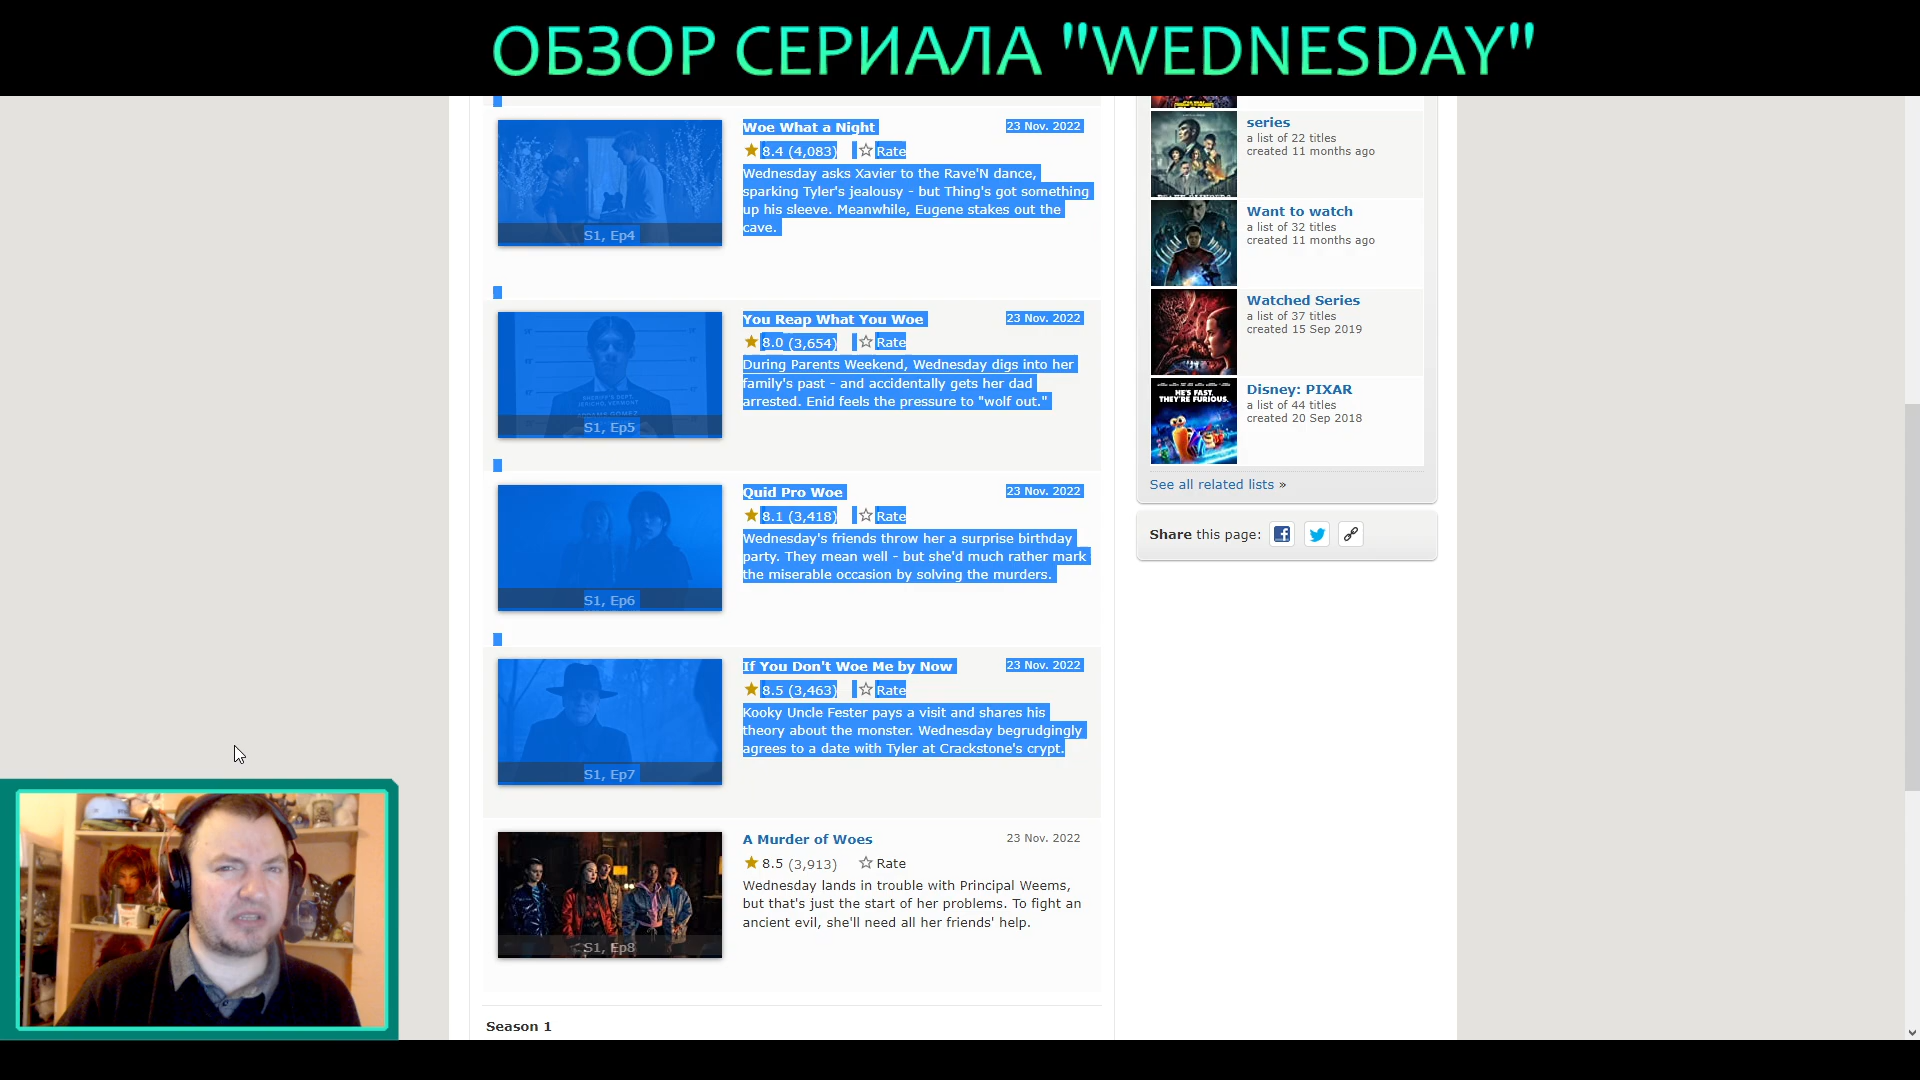 ОБЗОР СЕРИАЛА "WEDNESDAY"
Woe What a Night
23 Nov. 2022
8.4 (4,083)
Rate
Wednesday asks Xavier to the Rave'N dance,
sparking Tyler's jealousy - but Thing's got something
up his sleeve. Meanwhile, Eugene stakes out the
cave.
S1, Ep4
You Reap What You Woe
23 Nov. 2022
8.0 (3,654)
Rate
During Parents Weekend, Wednesday digs into her
family's past - and accidentally gets her dad
arrested. Enid feels the pressure to "wolf out."
SHERIFF'S DEPT.
JERICHO, VERMONT
ADDAMS GOMEZ
S1, Ep5
Quid Pro Woe
23 Nov. 2022
8.1 (3,418)
Rate
Wednesday's friends throw her a surprise birthday
party. They mean well - but she'd much rather mark
the miserable occasion by solving the murders.
S1, Ep6
If You Don't Woe Me by Now
23 Nov. 2022
8.5 (3,463)
Rate
Kooky Uncle Fester pays a visit and shares his
theory about the monster. Wednesday begrudgingly
agrees to a date with Tyler at Crackstone's crypt.
S1, Ep7
A Murder of Woes
23 Nov. 2022
8.5 (3,913)
Rate
Wednesday lands in trouble with Principal Weems,
but that's just the start of her problems. To fight an
ancient evil, she'll need all her friends' help.
S1, Ep8
Season 1
series
a list of 22 titles
created 11 months ago
Want to watch
a list of 32 titles
created 11 months ago
Watched Series
a list of 37 titles
created 15 Sep 2019
HE'S FAST.
THEY'RE FURIOUS.
Disney: PIXAR
a list of 44 titles
created 20 Sep 2018
See all related lists »
Share this page: